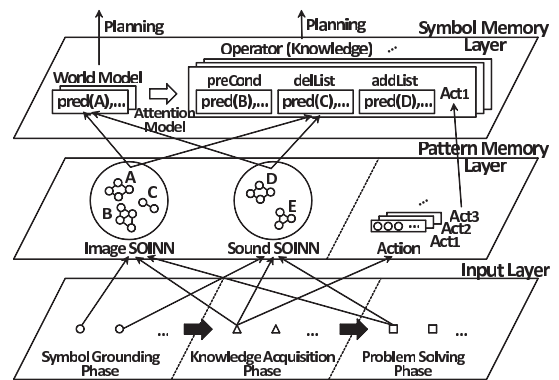 Planning
Planning
Symbol Memory
Layer
Operator (Knowledge) ...
World Model
preCond
delList
addList
pred(A),...
pred(B),...
pred(C),...
pred(D),...
Act1
Attention
Model
Pattern Memory
Layer
A
B
C
D
E
...
Act3
Act2
Act1
Image SOINN
Sound SOINN
Action
Input Layer
...
...
...
Symbol Grounding
Phase
Knowledge Acquisition
Phase
Problem Solving
Phase